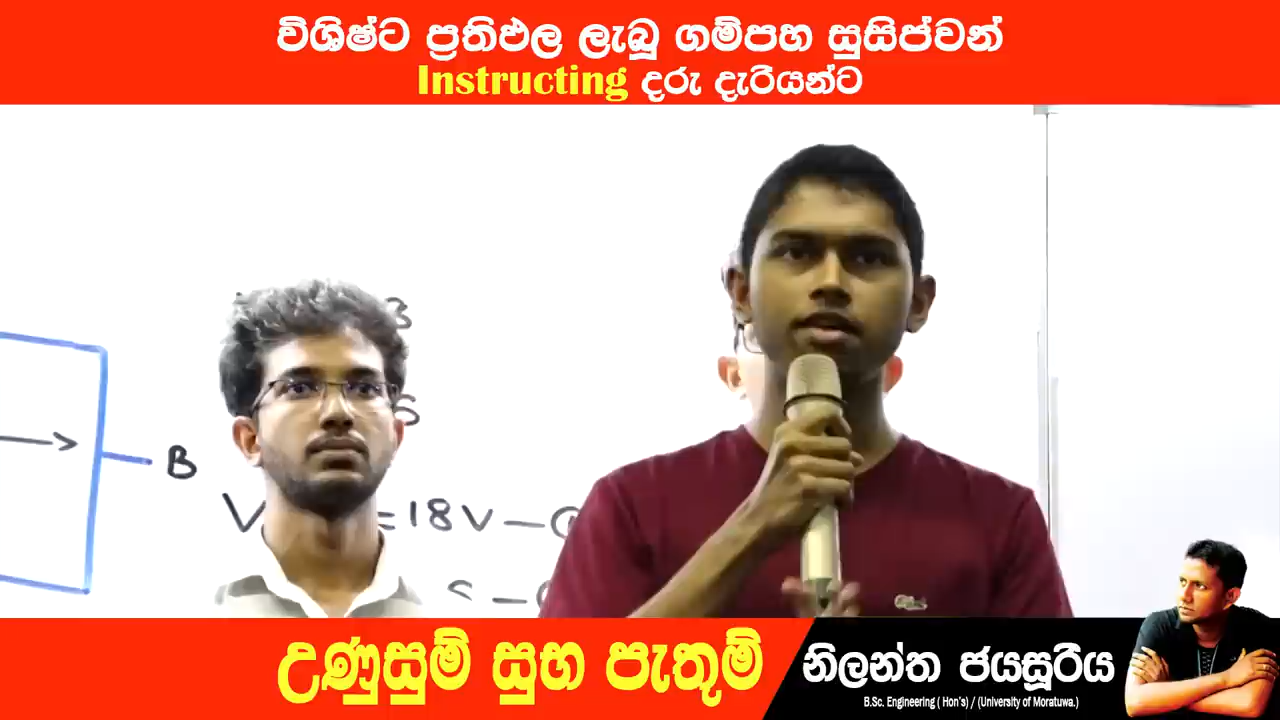 විශිෂ්ට ප්‍රතිඵල ලැබූ ගම්පහ සුසිප්වන්
Instructing දරු දැරියන්ට
B
V =18V
උණුසුම් සුභ පැතුම්
නිලන්ත ජයසූරිය
B.Sc. Engineering ( Hon's) / (University of Moratuwa.)